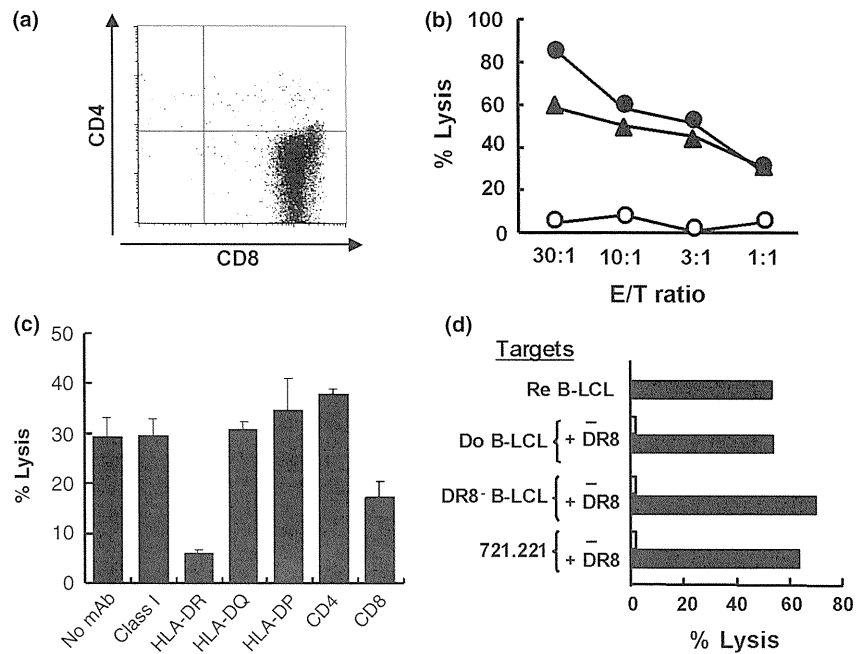 (a)
CD4
CD8
(b)
% Lysis
100
80
60
40
20
0
30:1 10:1 3:1 1:1
E/T ratio
(c)
% Lysis
50
40
30
20
10
0
No mAb Class I HLA-DR HLA-DQ HLA-DP CD4 CD8
(d)
Targets
Re B-LCL
Do B-LCL { − + DR8
DR8⁻ B-LCL { − + DR8
721.221 { − + DR8
0 20 40 60 80
% Lysis